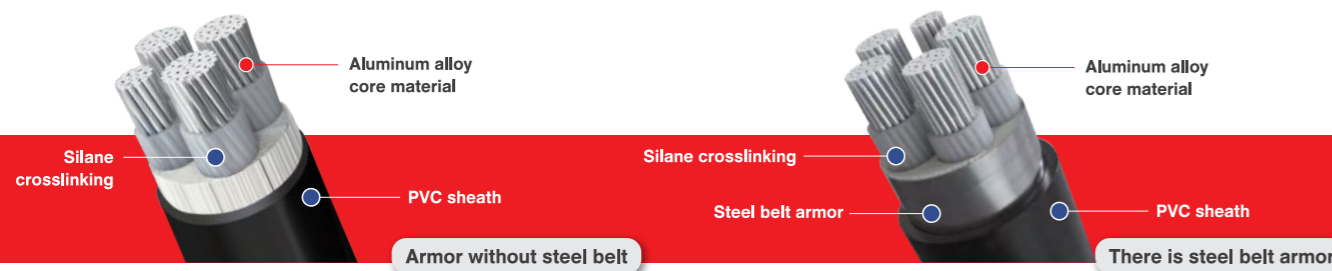 Aluminum alloy
core material
Silane
crosslinking
PVC sheath
Armor without steel belt
Aluminum alloy
core material
Silane crosslinking
Steel belt armor
PVC sheath
There is steel belt armor